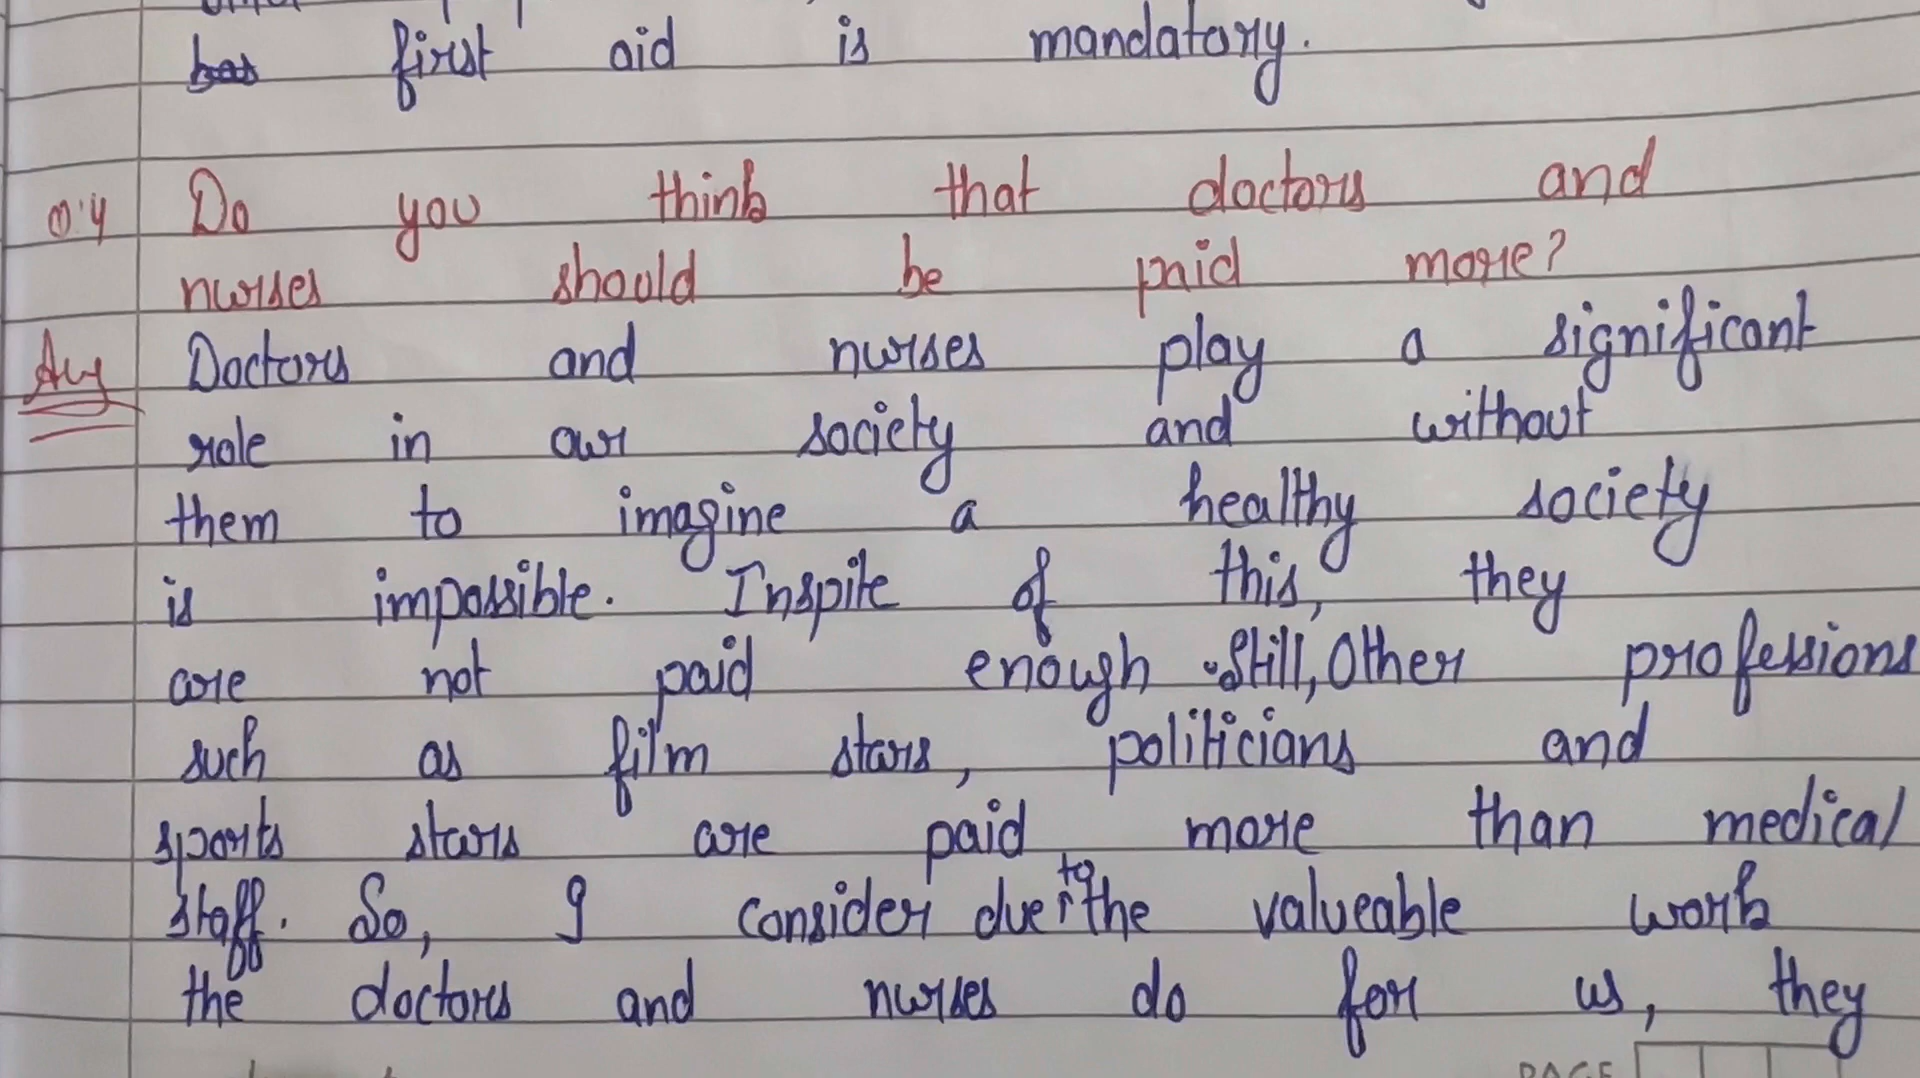 first aid is mandatory.
Q.4 Do you think that doctors and
nurses should be paid more?
Ans Doctors and nurses play a significant
role in our society and without
them to imagine a healthy society
is impossible. Inspite of this, they
are not paid enough. Still, Other professions
such as film stars, politicians and
sports stars are paid more than medical
staff. So, I consider due to the valueable work
the doctors and nurses do for us, they
PAGE